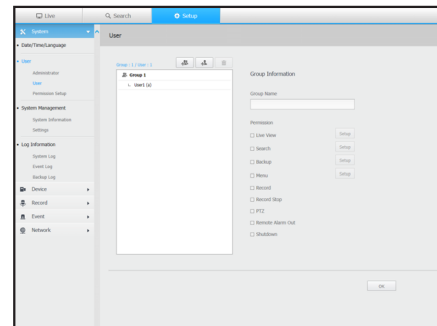 Live
Search
Setup
System
User
Date/Time/Language
User
Administrator
User
Permission Setup
System Management
System Information
Settings
Log Information
System Log
Event Log
Backup Log
Device
Record
Event
Network
Group : 1 / User : 1
Group 1
User1 (u)
Group Information
Group Name
Permission
Live View Setup
Search Setup
Backup Setup
Menu Setup
Record
Record Stop
PTZ
Remote Alarm Out
Shutdown
OK